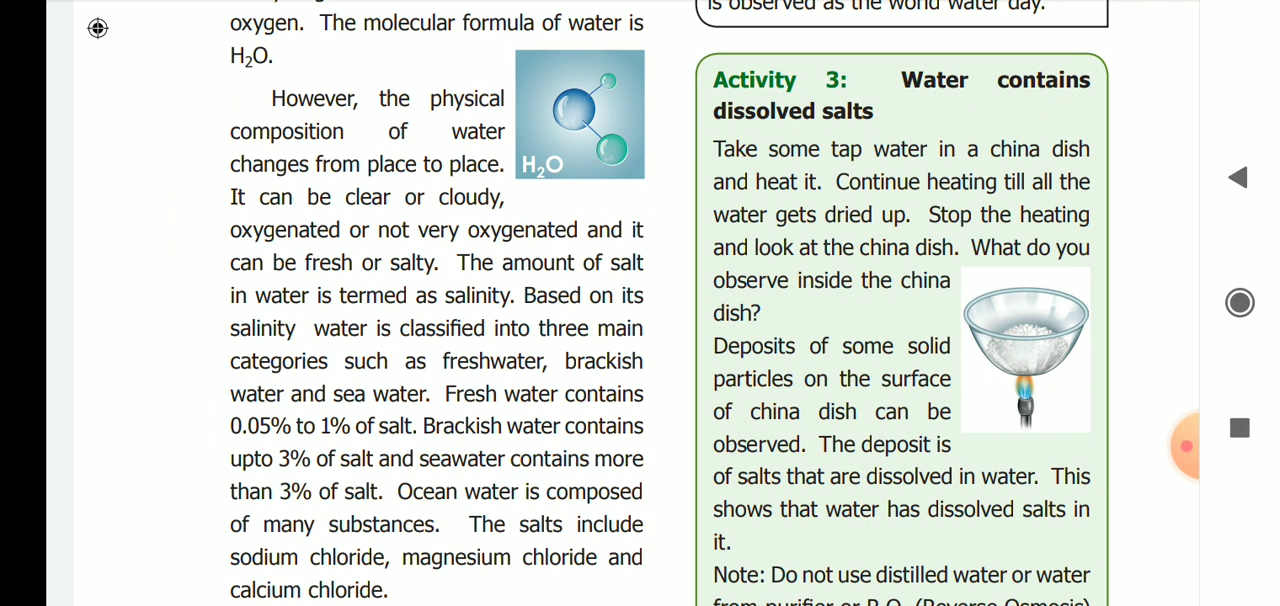 oxygen. The molecular formula of water is
H₂O.
However, the physical
composition of water
changes from place to place.
It can be clear or cloudy,
oxygenated or not very oxygenated and it
can be fresh or salty. The amount of salt
in water is termed as salinity. Based on its
salinity water is classified into three main
categories such as freshwater, brackish
water and sea water. Fresh water contains
0.05% to 1% of salt. Brackish water contains
upto 3% of salt and seawater contains more
than 3% of salt. Ocean water is composed
of many substances. The salts include
sodium chloride, magnesium chloride and
calcium chloride.
H₂O
is observed as the world water day.
Activity 3: Water contains
dissolved salts
Take some tap water in a china dish
and heat it. Continue heating till all the
water gets dried up. Stop the heating
and look at the china dish. What do you
observe inside the china
dish?
Deposits of some solid
particles on the surface
of china dish can be
observed. The deposit is
of salts that are dissolved in water. This
shows that water has dissolved salts in
it.
Note: Do not use distilled water or water
from purifier or R.O. (Reverse Osmosis)